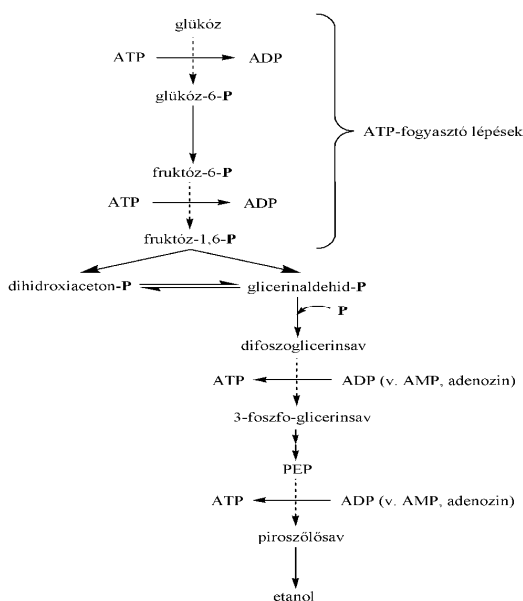 glükóz
ATP ADP
glükóz-6-P
ATP-fogyasztó lépések
fruktóz-6-P
ATP ADP
fruktóz-1,6-P
dihidroxiaceton-P glicerinaldehid-P
P
difoszoglicerinsav
ATP ADP (v. AMP, adenozin)
3-foszfo-glicerinsav
PEP
ATP ADP (v. AMP, adenozin)
piroszőlősav
etanol